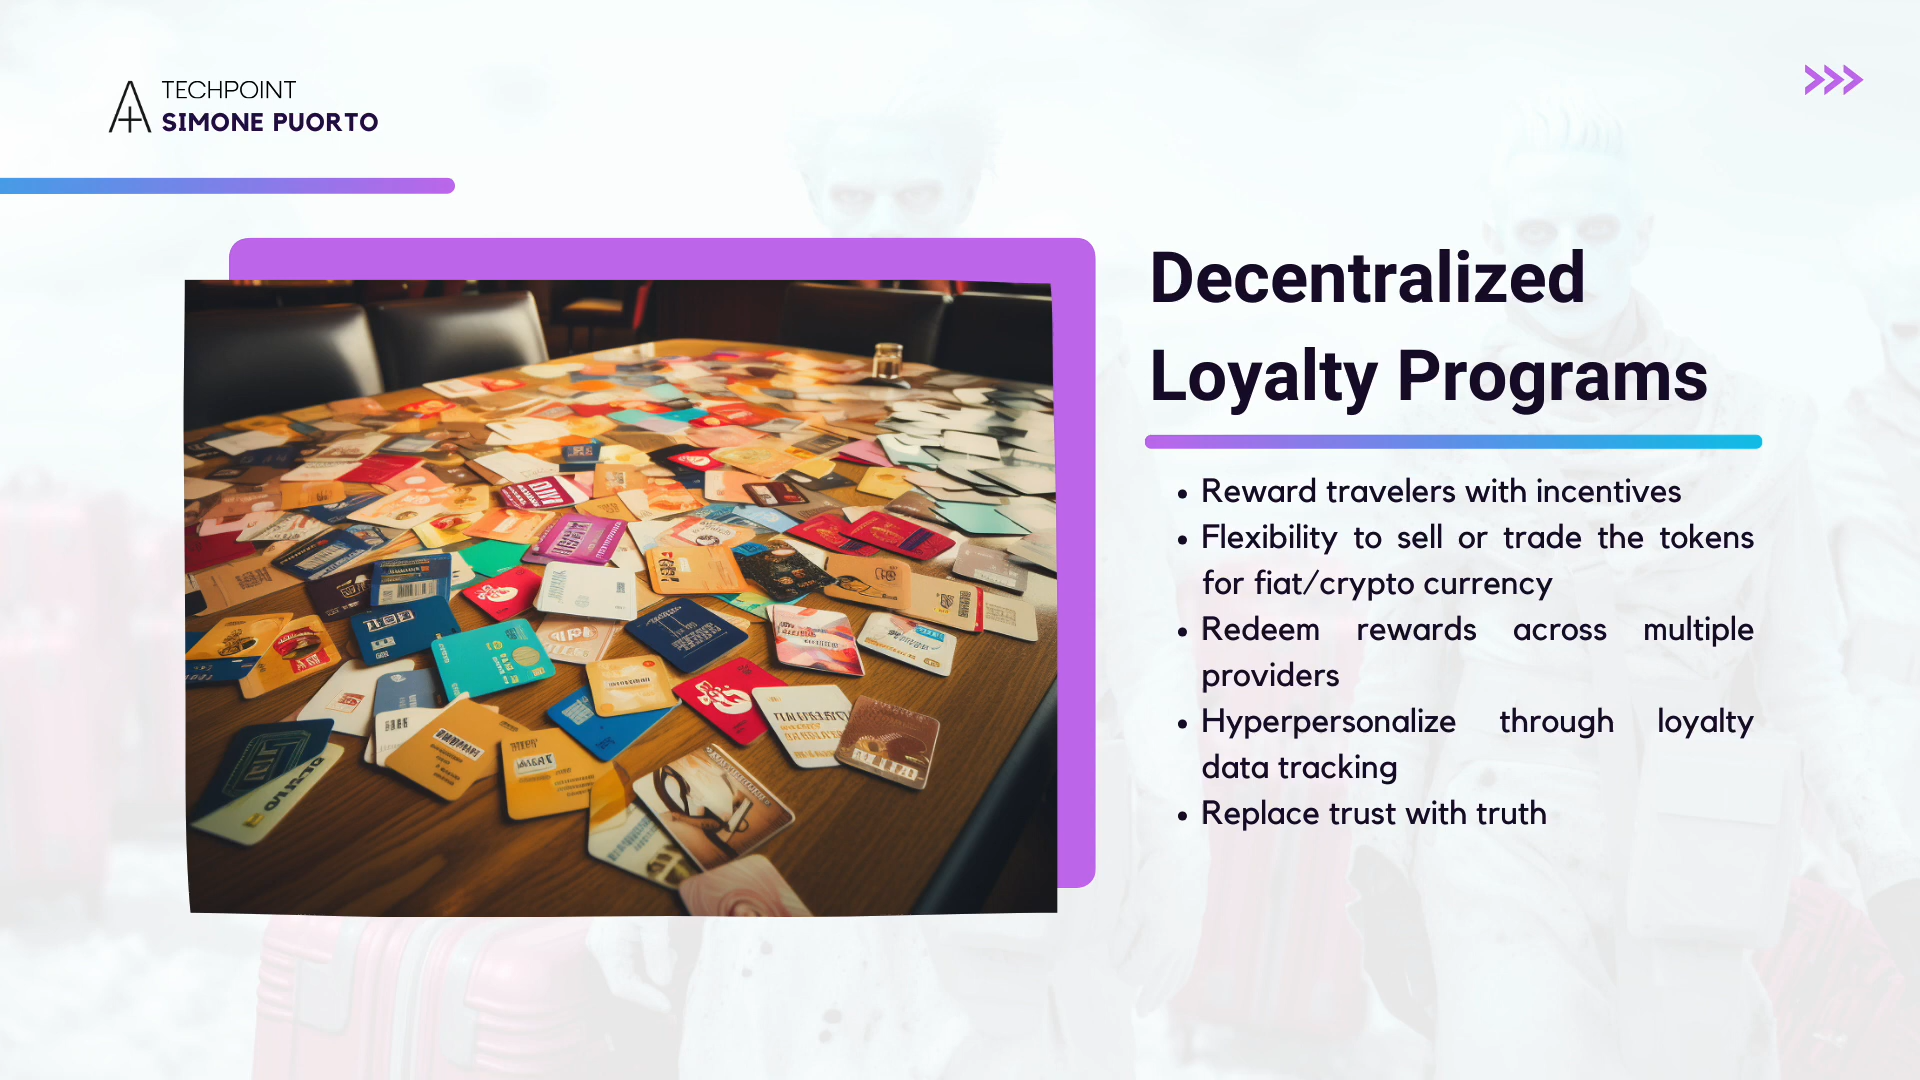 TECHPOINT
SIMONE PUORTO
Decentralized
Loyalty Programs
• Reward travelers with incentives
• Flexibility to sell or trade the tokens
for fiat/crypto currency
• Redeem rewards across multiple
providers
• Hyperpersonalize through loyalty
data tracking
• Replace trust with truth